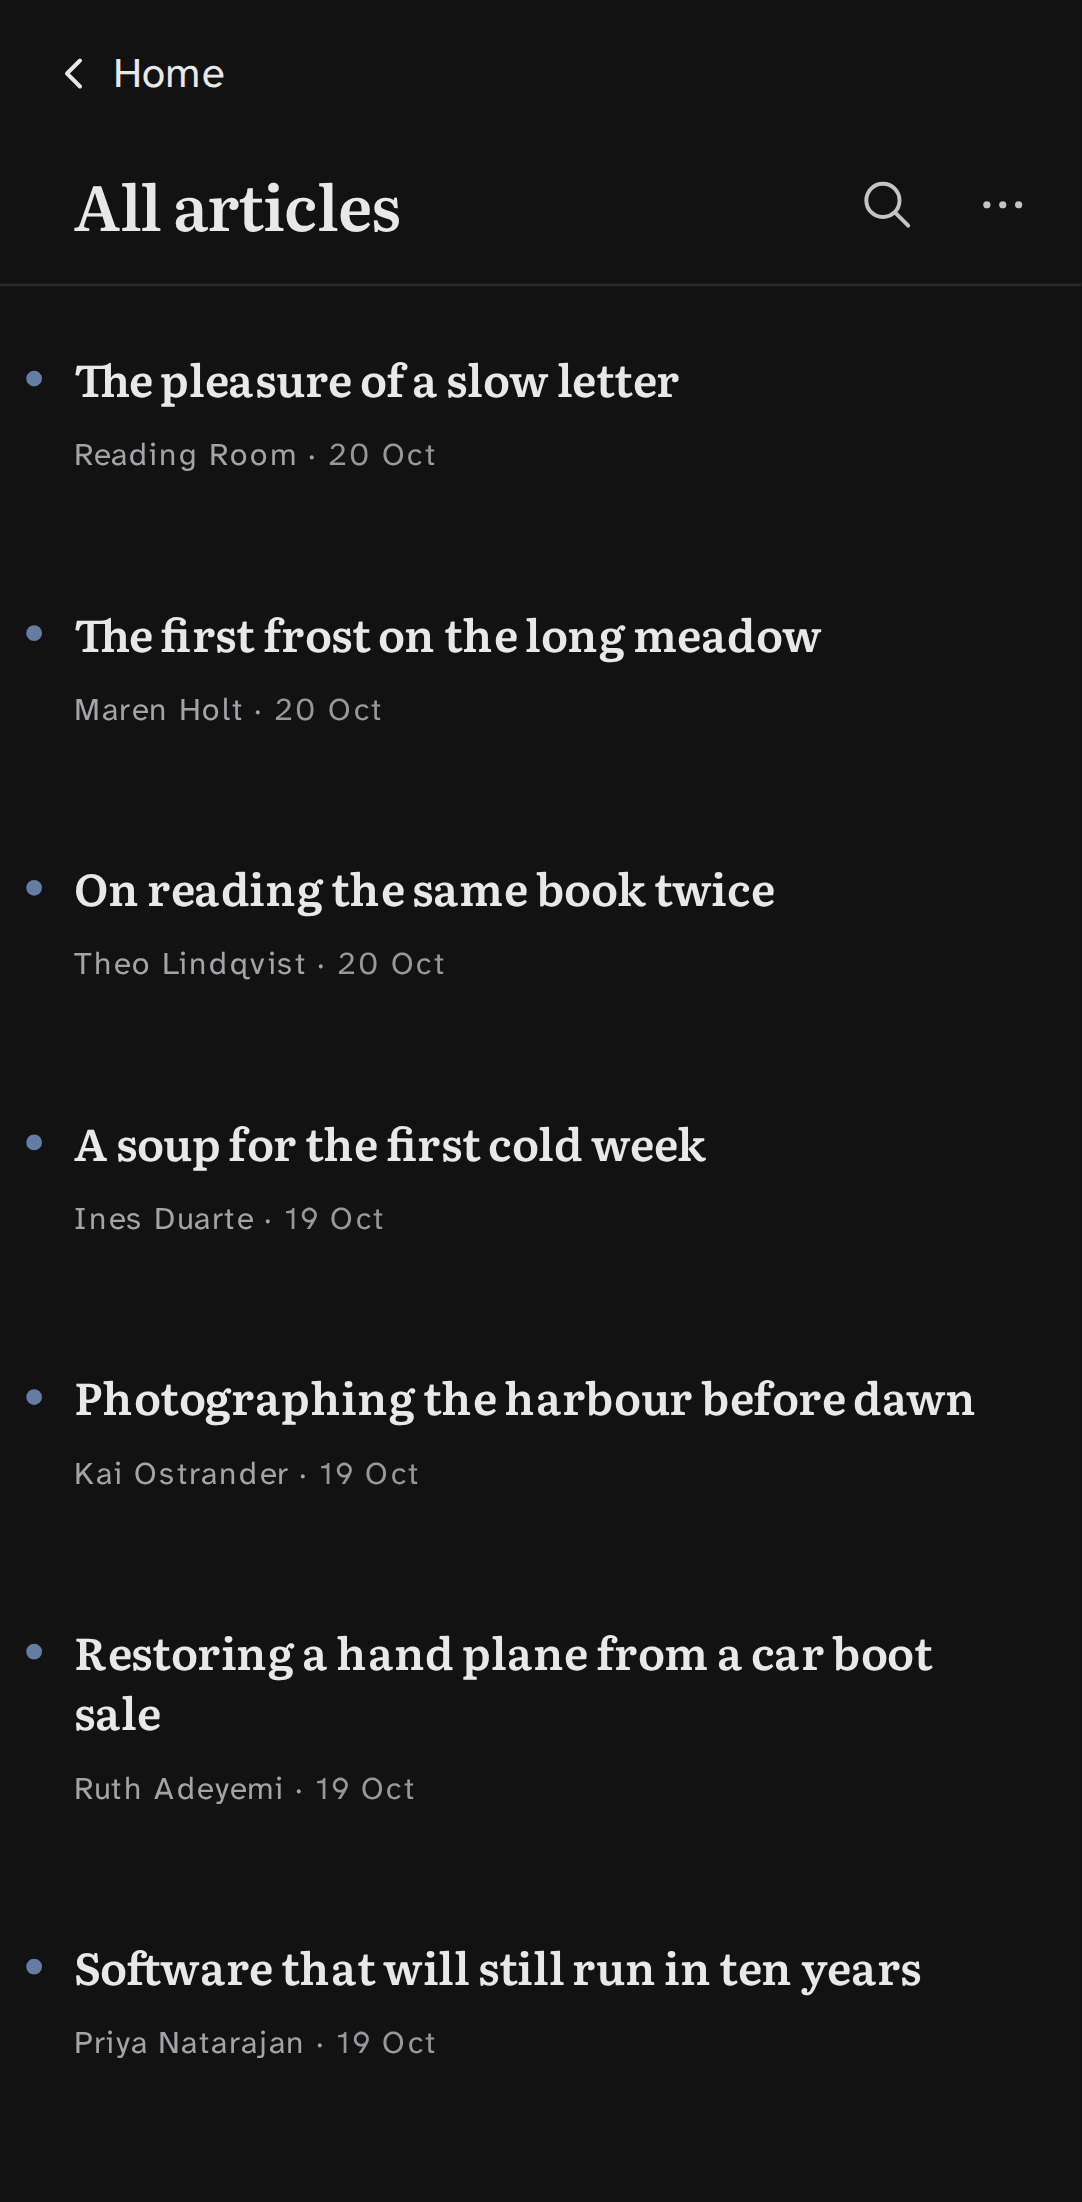 Home
All articles
The pleasure of a slow letter
Reading Room · 20 Oct
The first frost on the long meadow
Maren Holt · 20 Oct
On reading the same book twice
Theo Lindqvist · 20 Oct
A soup for the first cold week
Ines Duarte · 19 Oct
Photographing the harbour before dawn
Kai Ostrander · 19 Oct
Restoring a hand plane from a car boot
sale
Ruth Adeyemi · 19 Oct
Software that will still run in ten years
Priya Natarajan · 19 Oct